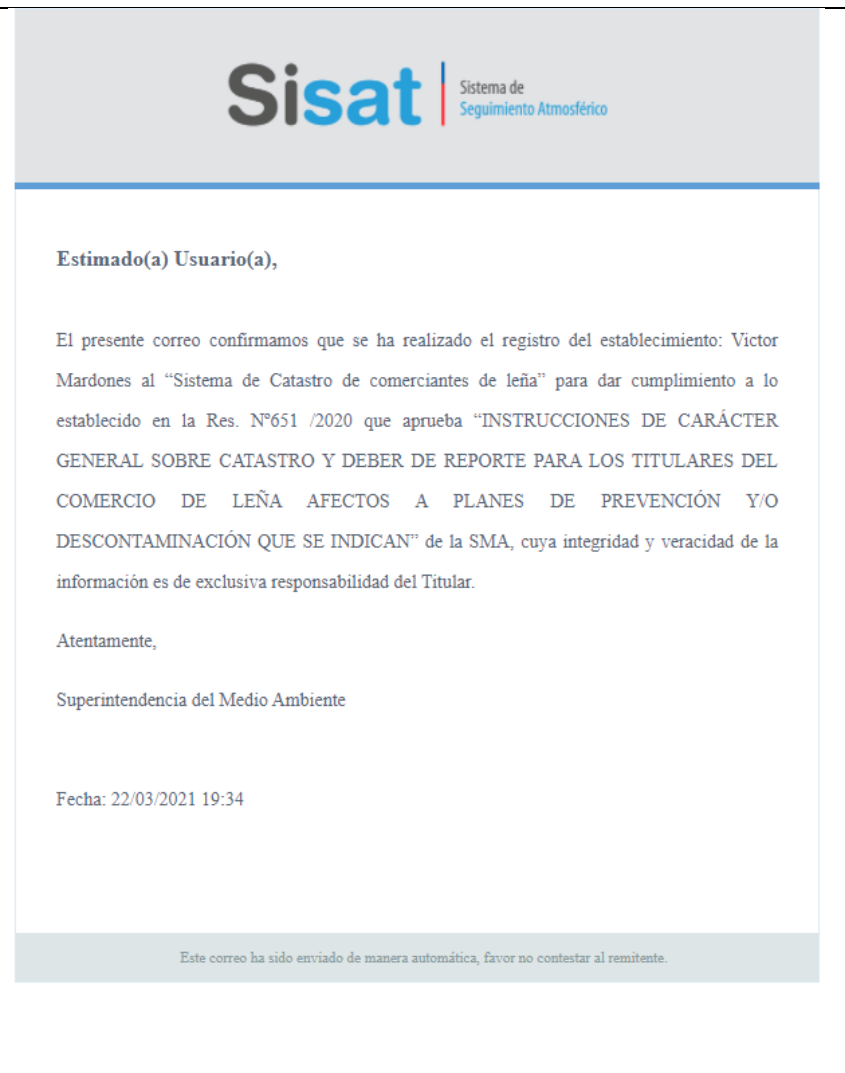 Sisat
Sistema de
Seguimiento Atmosférico
Estimado(a) Usuario(a),
El presente correo confirmamos que se ha realizado el registro del establecimiento: Victor
Mardones al “Sistema de Catastro de comerciantes de leña” para dar cumplimiento a lo
establecido en la Res. N°651 /2020 que aprueba “INSTRUCCIONES DE CARÁCTER
GENERAL SOBRE CATASTRO Y DEBER DE REPORTE PARA LOS TITULARES DEL
COMERCIO DE LEÑA AFECTOS A PLANES DE PREVENCIÓN Y/O
DESCONTAMINACIÓN QUE SE INDICAN” de la SMA, cuya integridad y veracidad de la
información es de exclusiva responsabilidad del Titular.
Atentamente,
Superintendencia del Medio Ambiente
Fecha: 22/03/2021 19:34
Este correo ha sido enviado de manera automática, favor no contestar al remitente.